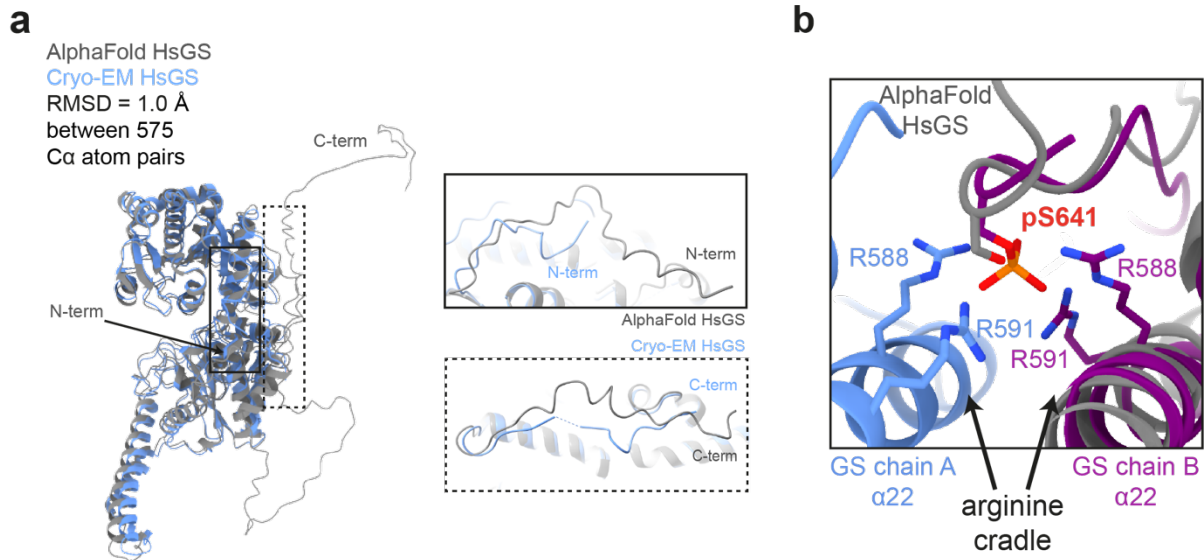 a
AlphaFold HsGS
Cryo-EM HsGS
RMSD = 1.0 Å
between 575
Cα atom pairs
C-term
N-term
N-term
N-term
AlphaFold HsGS
Cryo-EM HsGS
C-term
C-term
b
AlphaFold
HsGS
pS641
R588
R588
R591
R591
GS chain A
α22
GS chain B
α22
arginine
cradle